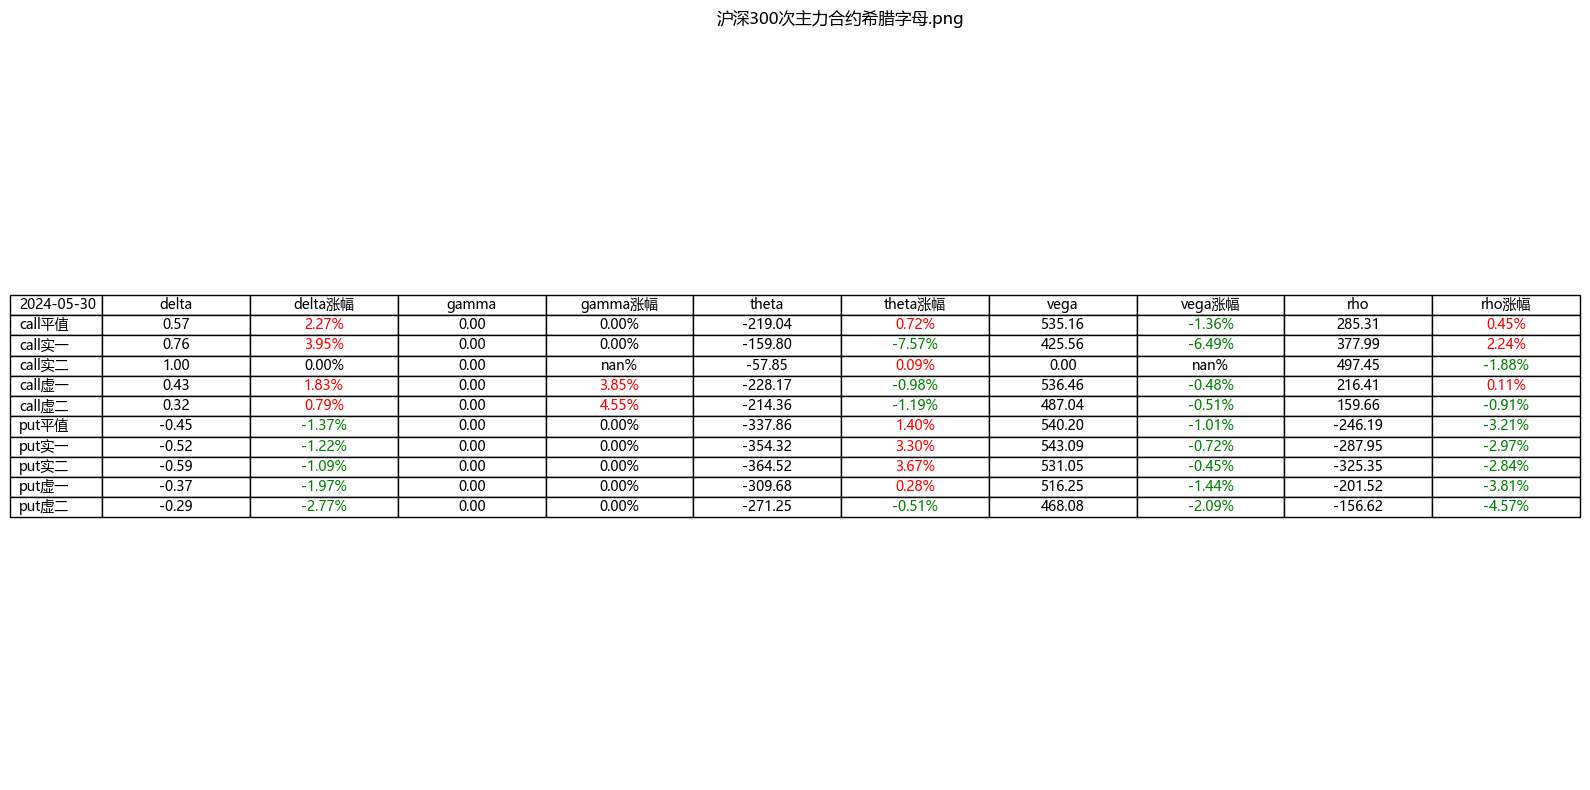 沪深300次主力合约希腊字母.png
2024-05-30 delta delta涨幅 gamma gamma涨幅 theta theta涨幅 vega vega涨幅 rho rho涨幅
call平值 0.57 2.27% 0.00 0.00% -219.04 0.72% 535.16 -1.36% 285.31 0.45%
call实一 0.76 3.95% 0.00 0.00% -159.80 -7.57% 425.56 -6.49% 377.99 2.24%
call实二 1.00 0.00% 0.00 nan% -57.85 0.09% 0.00 nan% 497.45 -1.88%
call虚一 0.43 1.83% 0.00 3.85% -228.17 -0.98% 536.46 -0.48% 216.41 0.11%
call虚二 0.32 0.79% 0.00 4.55% -214.36 -1.19% 487.04 -0.51% 159.66 -0.91%
put平值 -0.45 -1.37% 0.00 0.00% -337.86 1.40% 540.20 -1.01% -246.19 -3.21%
put实一 -0.52 -1.22% 0.00 0.00% -354.32 3.30% 543.09 -0.72% -287.95 -2.97%
put实二 -0.59 -1.09% 0.00 0.00% -364.52 3.67% 531.05 -0.45% -325.35 -2.84%
put虚一 -0.37 -1.97% 0.00 0.00% -309.68 0.28% 516.25 -1.44% -201.52 -3.81%
put虚二 -0.29 -2.77% 0.00 0.00% -271.25 -0.51% 468.08 -2.09% -156.62 -4.57%